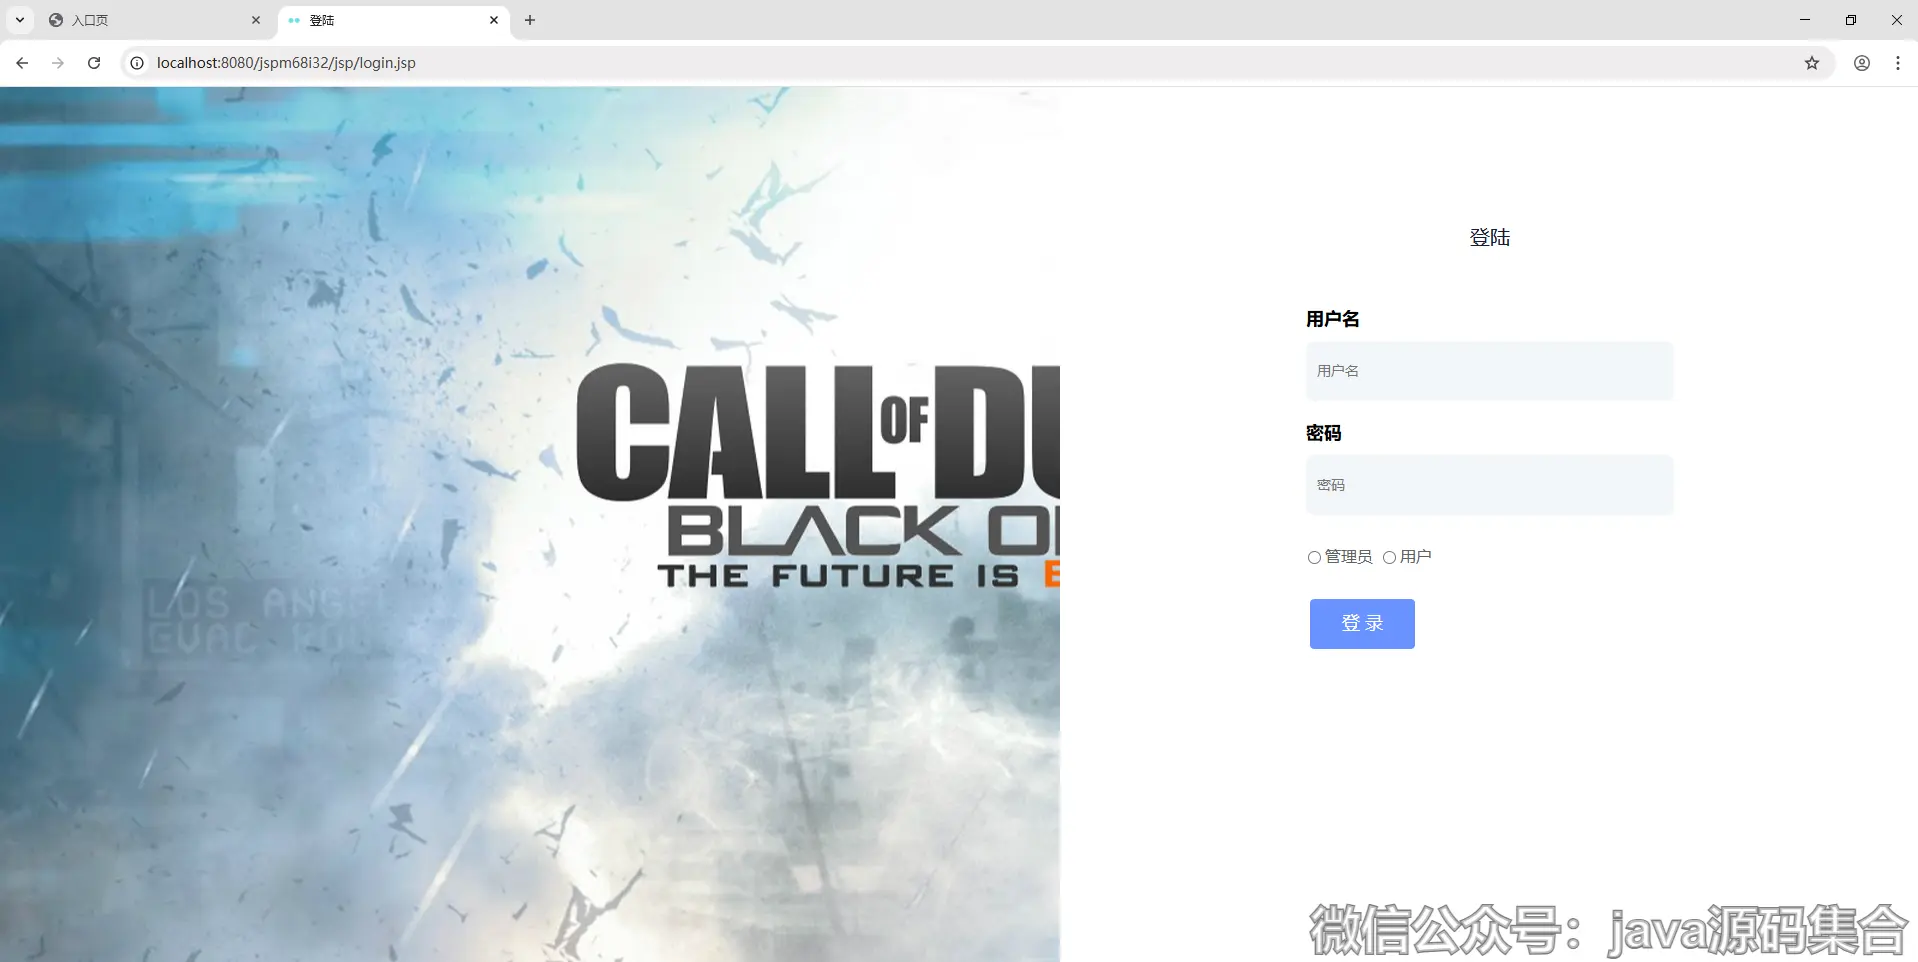 入口页
登陆
localhost:8080/jspm68i32/jsp/login.jsp
CALL OF DU
BLACK O
THE FUTURE IS
LOS ANG
EVAC
登陆
用户名
用户名
密码
密码
管理员 用户
登 录
微信公众号：java源码集合